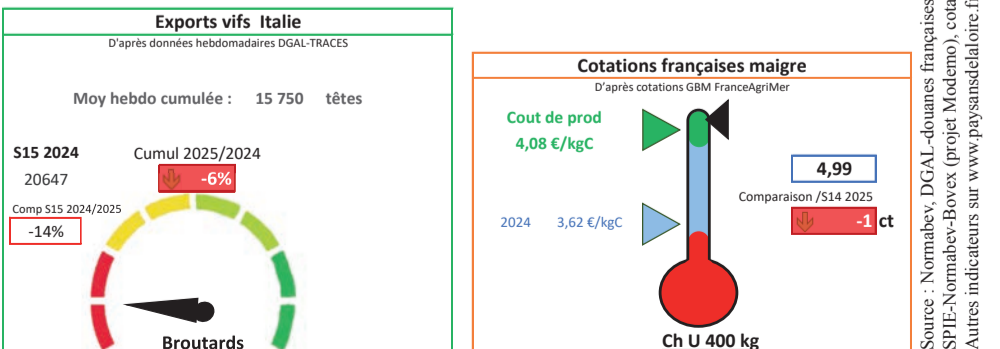 Exports vifs Italie
D'après données hebdomadaires DGAL-TRACES
Moy hebdo cumulée : 15 750 têtes
S15 2024
20647
Comp S15 2024/2025
-14%
Cumul 2025/2024
-6%
Broutards
Cotations françaises maigre
D'après cotations GBM FranceAgriMer
Cout de prod
4,08 €/kgC
2024 3,62 €/kgC
4,99
Comparaison /S14 2025
-1 ct
Ch U 400 kg
Source : Normabev, DGAL-douanes françaises
SPIE-Normabev-Bovex (projet Modemo), cota
Autres indicateurs sur www.paysansdelaloire.f